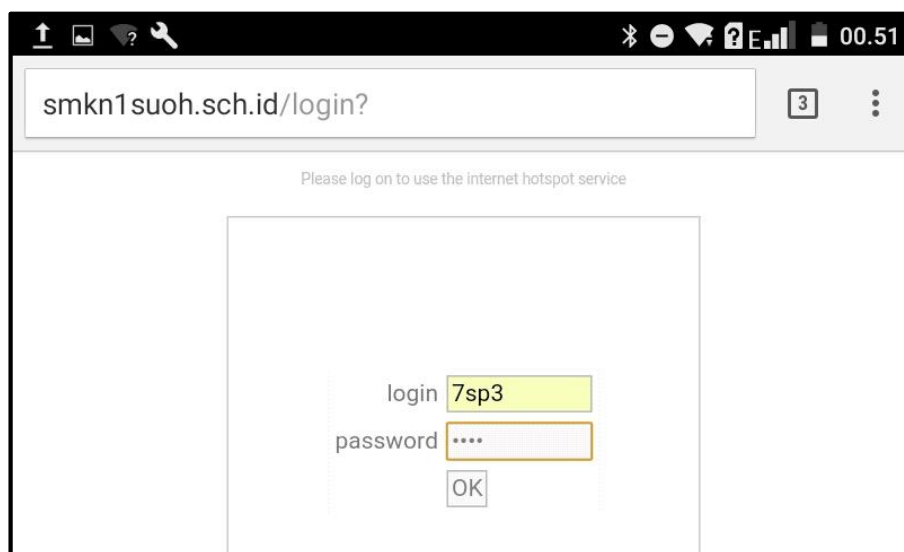 00.51
smkn1suoh.sch.id/login?
3
Please log on to use the internet hotspot service
login 7sp3
password ••••
OK